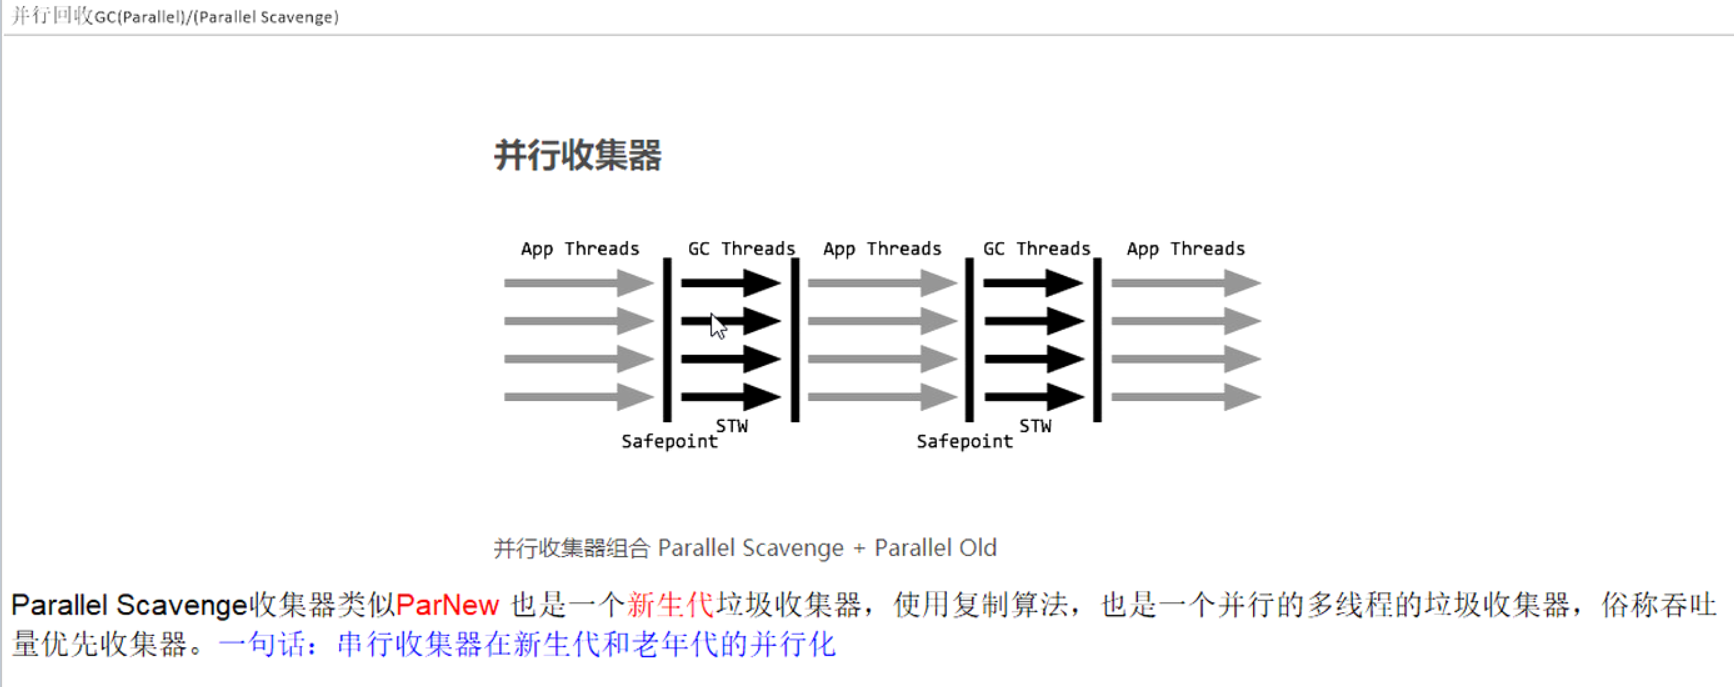 并行回收GC(Parallel)/(Parallel Scavenge)
并行收集器
App Threads GC Threads App Threads GC Threads App Threads
STW STW
Safepoint Safepoint
并行收集器组合 Parallel Scavenge + Parallel Old
Parallel Scavenge收集器类似ParNew 也是一个新生代垃圾收集器，使用复制算法，也是一个并行的多线程的垃圾收集器，俗称吞吐
量优先收集器。一句话：串行收集器在新生代和老年代的并行化